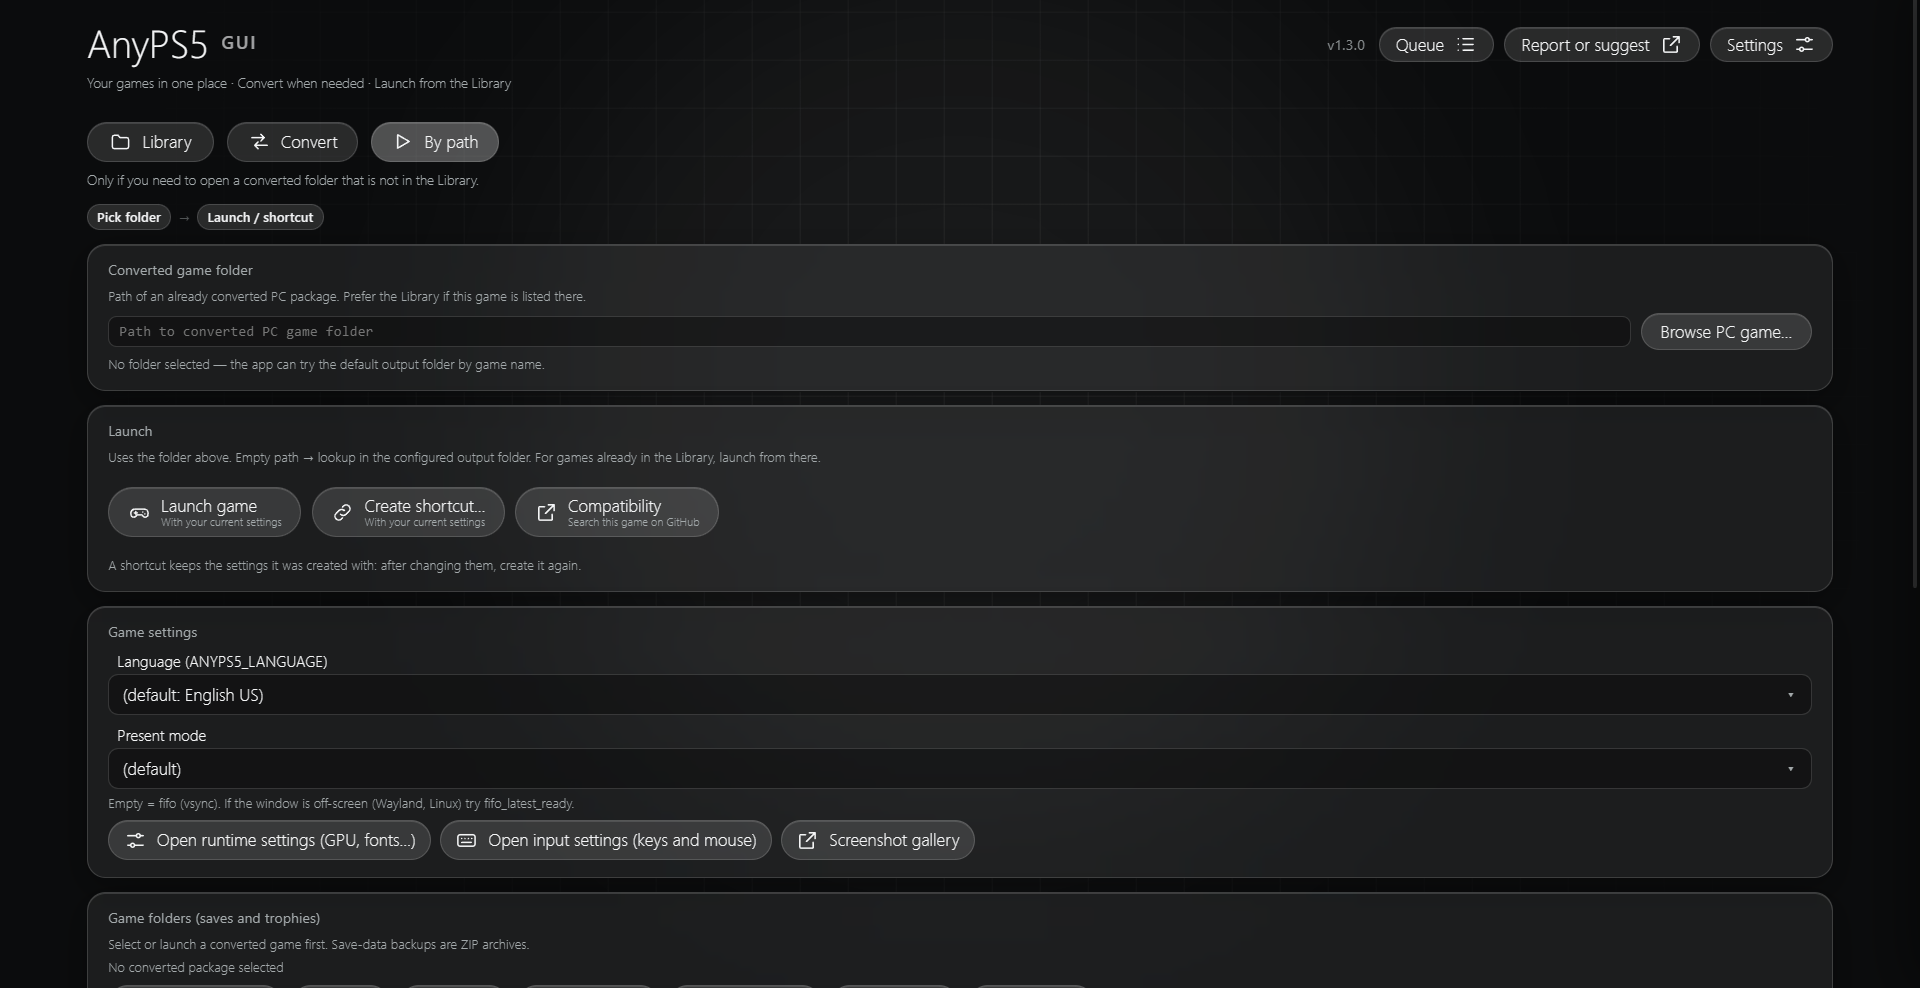 AnyPS5 GUI
v1.3.0
Queue
Report or suggest
Settings
Your games in one place · Convert when needed · Launch from the Library
Library
Convert
By path
Only if you need to open a converted folder that is not in the Library.
Pick folder → Launch / shortcut
Converted game folder
Path of an already converted PC package. Prefer the Library if this game is listed there.
Path to converted PC game folder
Browse PC game...
No folder selected — the app can try the default output folder by game name.
Launch
Uses the folder above. Empty path → lookup in the configured output folder. For games already in the Library, launch from there.
Launch game
With your current settings
Create shortcut...
With your current settings
Compatibility
Search this game on GitHub
A shortcut keeps the settings it was created with: after changing them, create it again.
Game settings
Language (ANYPS5_LANGUAGE)
(default: English US)
Present mode
(default)
Empty = fifo (vsync). If the window is off-screen (Wayland, Linux) try fifo_latest_ready.
Open runtime settings (GPU, fonts...)
Open input settings (keys and mouse)
Screenshot gallery
Game folders (saves and trophies)
Select or launch a converted game first. Save-data backups are ZIP archives.
No converted package selected